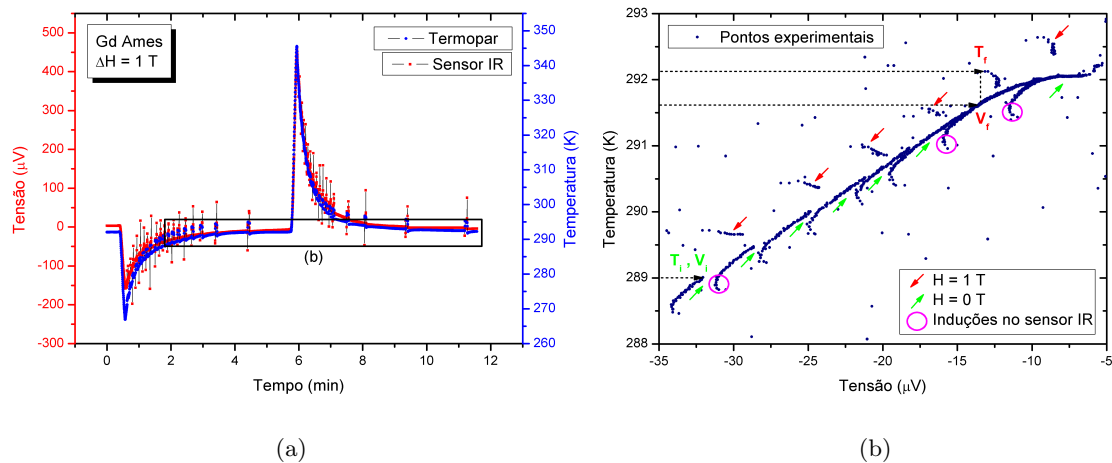 Gd Ames
ΔH = 1 T
Termopar
Sensor IR
550
500
400
300
200
100
0
-100
-200
-300
Tensão (μV)
0
2
4
6
8
10
12
Tempo (min)
350
340
330
320
310
300
290
280
270
260
Temperatura (K)
(b)
(a)
Pontos experimentais
T_f
V_f
T_i , V_i
H = 1 T
H = 0 T
Induções no sensor IR
293
292
291
290
289
288
Temperatura (K)
-35
-30
-25
-20
-15
-10
-5
Tensão (μV)
(b)